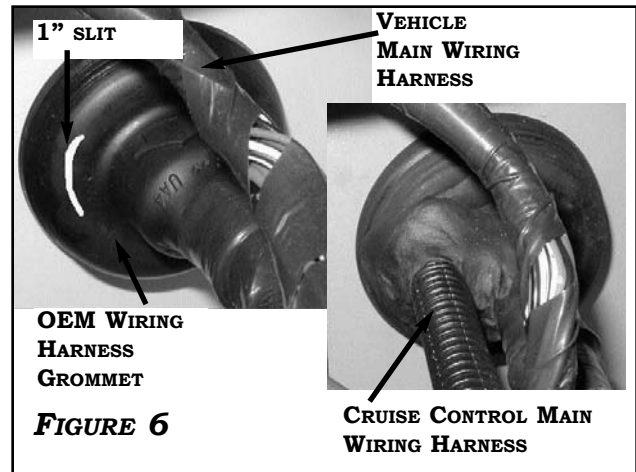 1” SLIT
VEHICLE
MAIN WIRING
HARNESS
OEM WIRING
HARNESS
GROMMET
CRUISE CONTROL MAIN
WIRING HARNESS
FIGURE 6